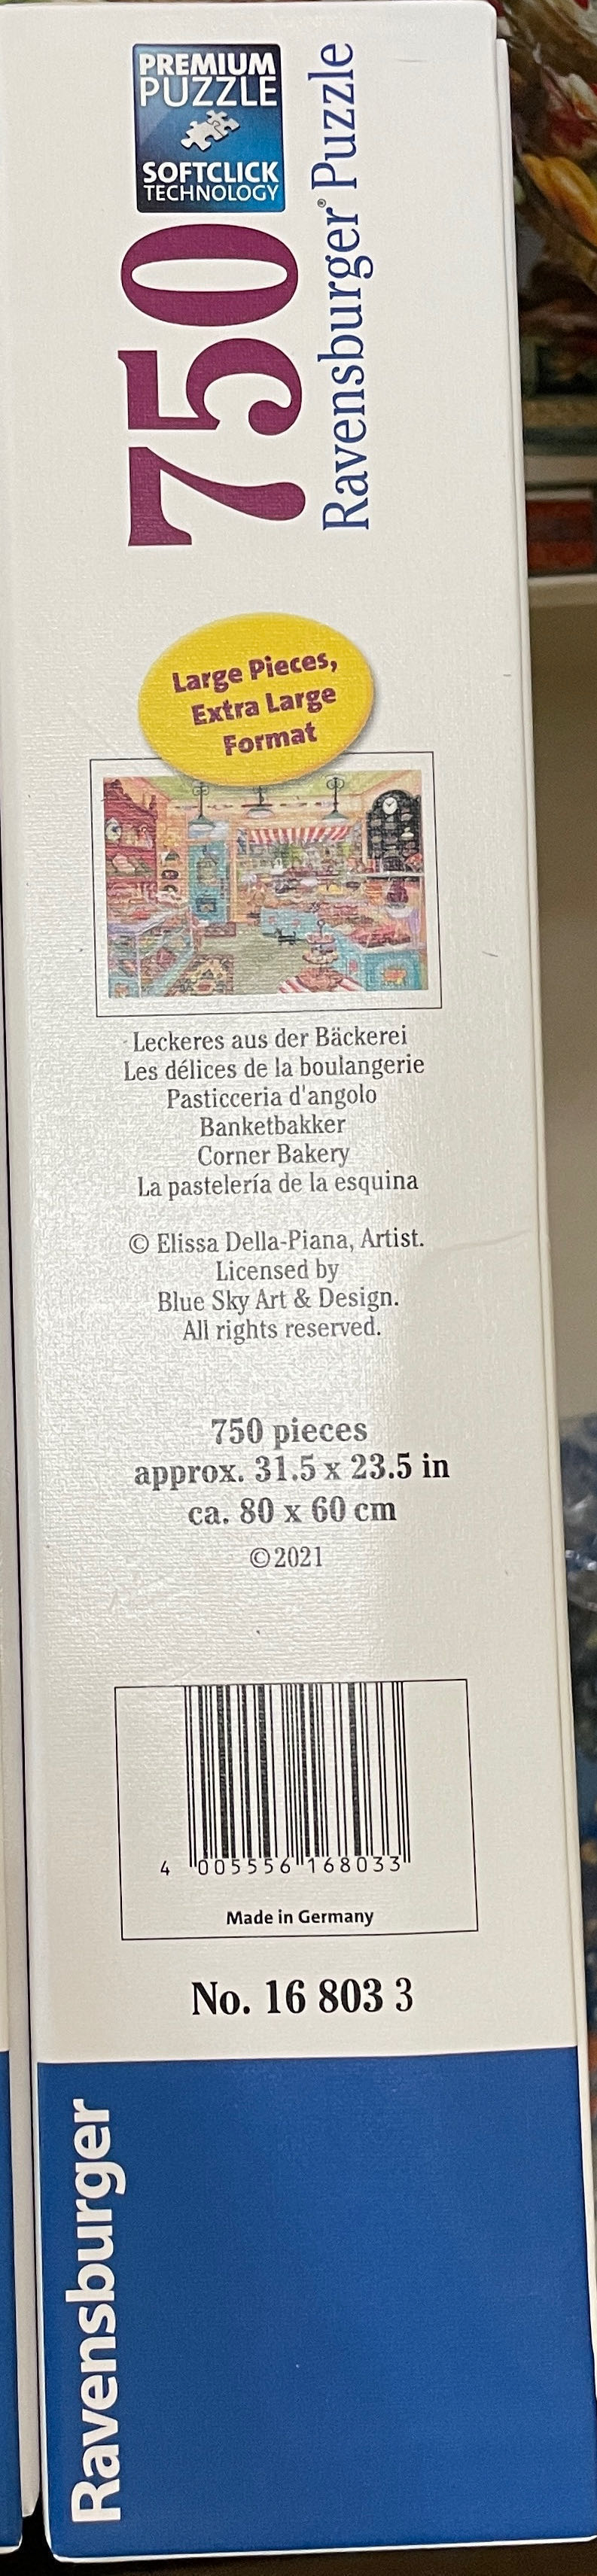 PREMIUM
PUZZLE
SOFTCLICK
TECHNOLOGY
750
Ravensburger® Puzzle
Large Pieces,
Extra Large
Format
Leckeres aus der Bäckerei
Les délices de la boulangerie
Pasticceria d'angolo
Banketbakker
Corner Bakery
La pastelería de la esquina
© Elissa Della-Piana, Artist.
Licensed by
Blue Sky Art & Design.
All rights reserved.
750 pieces
approx. 31.5 x 23.5 in
ca. 80 x 60 cm
©2021
4 005556 168033
Made in Germany
No. 16 803 3
Ravensburger